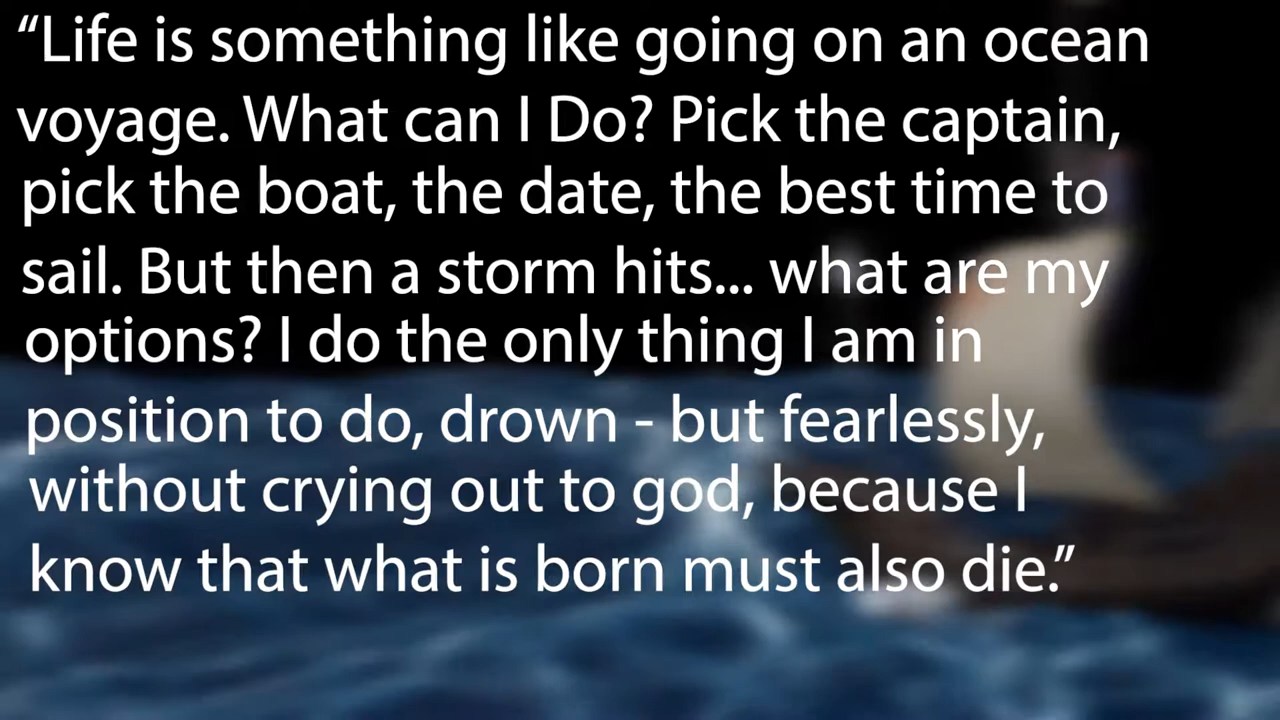 “Life is something like going on an ocean
voyage. What can I Do? Pick the captain,
pick the boat, the date, the best time to
sail. But then a storm hits... what are my
options? I do the only thing I am in
position to do, drown - but fearlessly,
without crying out to god, because I
know that what is born must also die.”